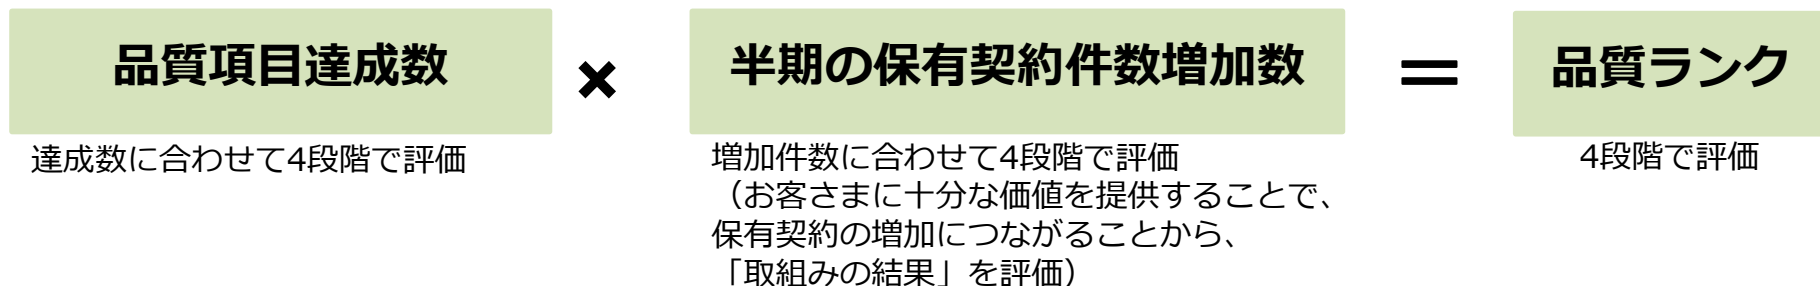 品質項目達成数
×
半期の保有契約件数増加数
＝
品質ランク
達成数に合わせて4段階で評価
増加件数に合わせて4段階で評価
（お客さまに十分な価値を提供することで、
保有契約の増加につながることから、
「取組みの結果」を評価）
4段階で評価